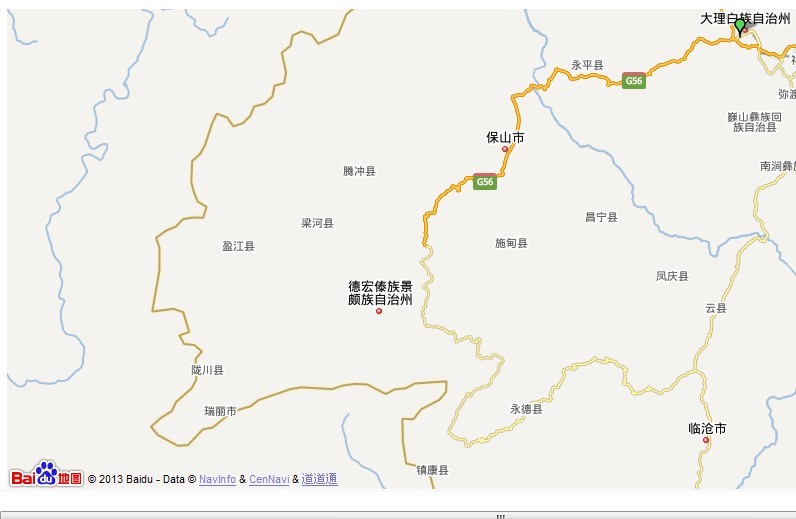 大理白族自治州
永平县
G56
祥
弥渡
巍山彝族回
族自治县
保山市
腾冲县
G56
南涧彝族
昌宁县
梁河县
盈江县
施甸县
凤庆县
德宏傣族景
颇族自治州
云县
陇川县
瑞丽市
永德县
临沧市
镇康县
Bai du 地图 © 2013 Baidu - Data © NavInfo & CenNavi & 道道通